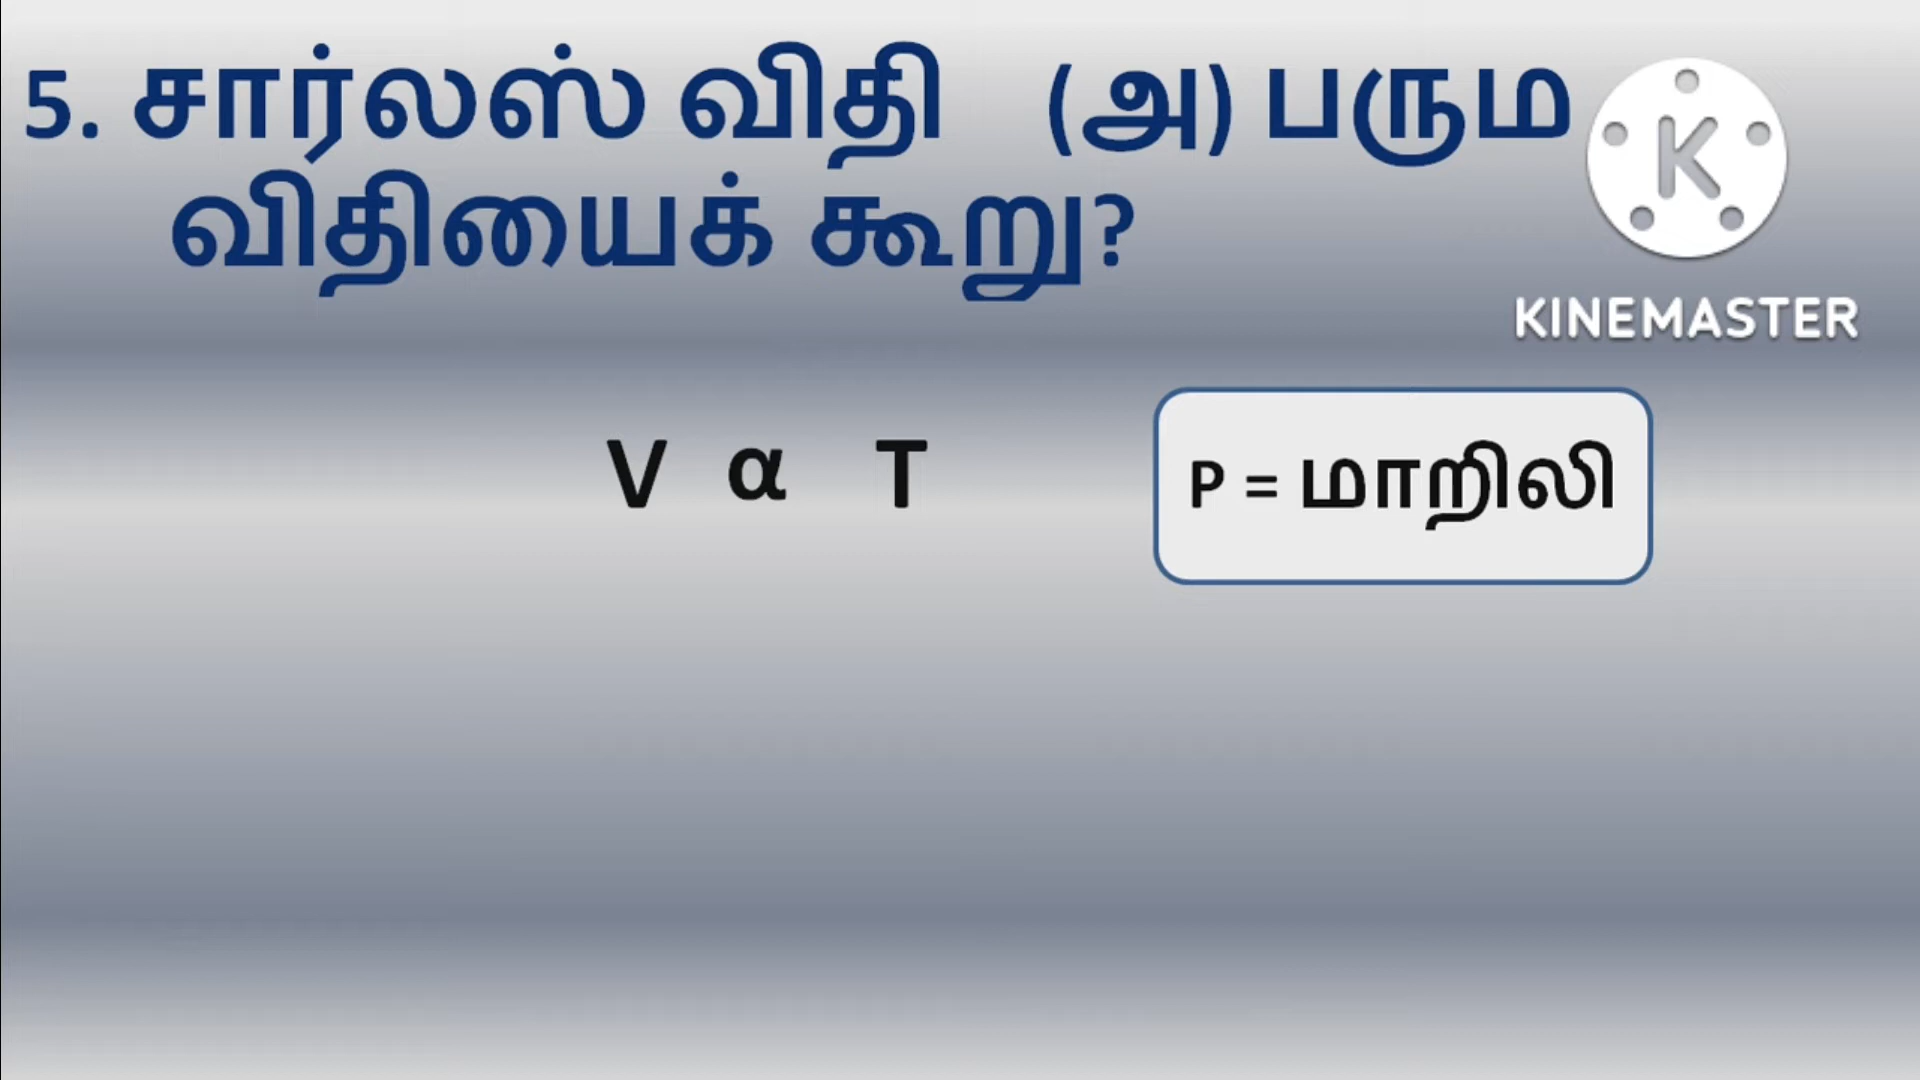 5. சார்லஸ் விதி (அ) பரும
விதியைக் கூறு?
K
KINEMASTER
V α T
P = மாறிலி